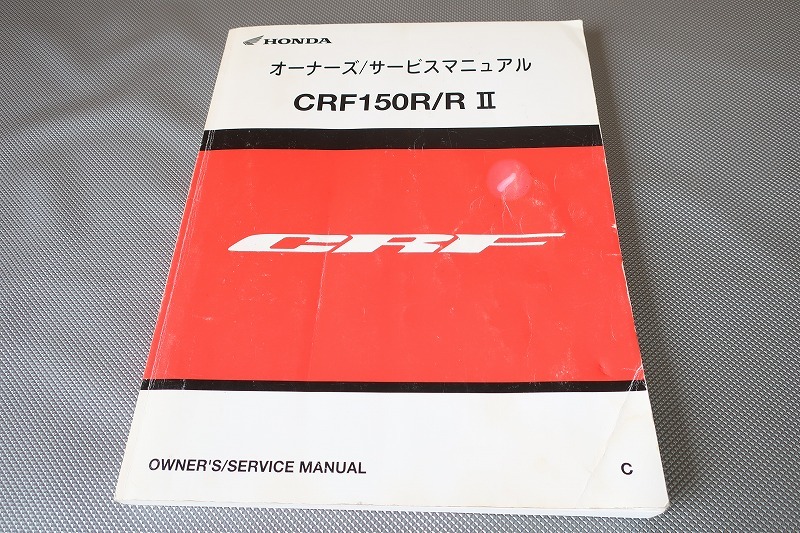 HONDA
オーナーズ/サービスマニュアル
CRF150R/R Ⅱ
CRF
OWNER'S/SERVICE MANUAL C